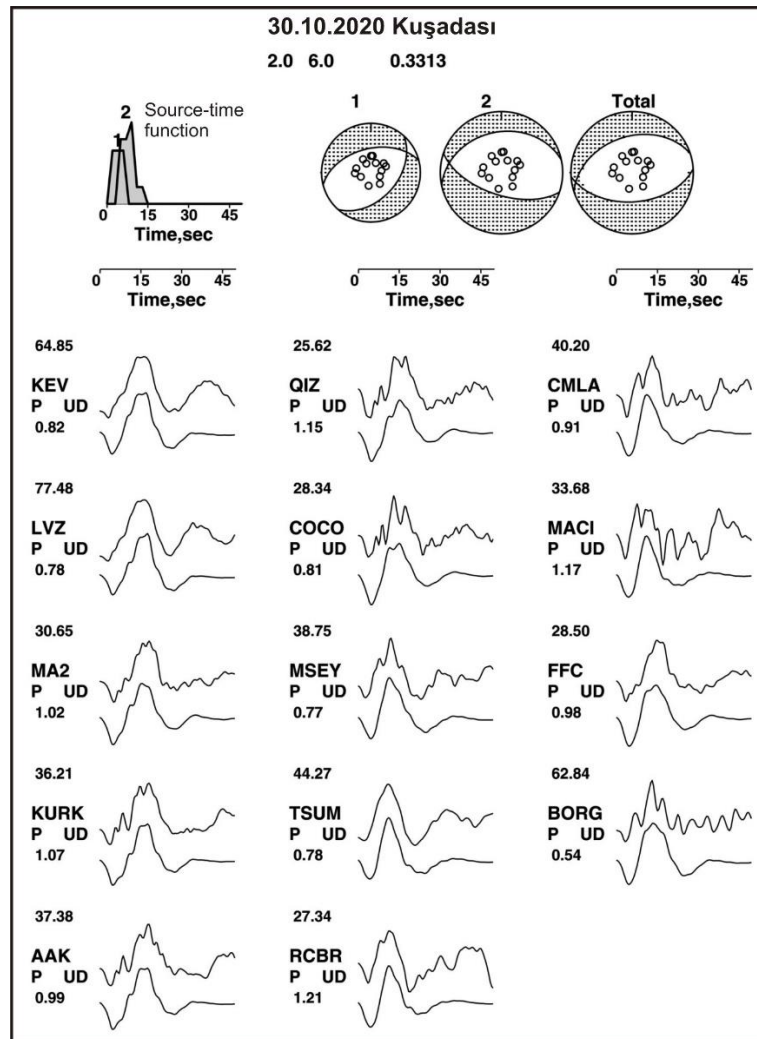 30.10.2020 Kuşadası
2.0 6.0 0.3313
2 Source-time
1 function
0 15 30 45
Time,sec
1 2 Total
0 15 30 45
Time,sec
0 15 30 45
Time,sec
0 15 30 45
Time,sec
64.85
KEV
P UD
0.82
25.62
QIZ
P UD
1.15
40.20
CMLA
P UD
0.91
77.48
LVZ
P UD
0.78
28.34
COCO
P UD
0.81
33.68
MACI
P UD
1.17
30.65
MA2
P UD
1.02
38.75
MSEY
P UD
0.77
28.50
FFC
P UD
0.98
36.21
KURK
P UD
1.07
44.27
TSUM
P UD
0.78
62.84
BORG
P UD
0.54
37.38
AAK
P UD
0.99
27.34
RCBR
P UD
1.21